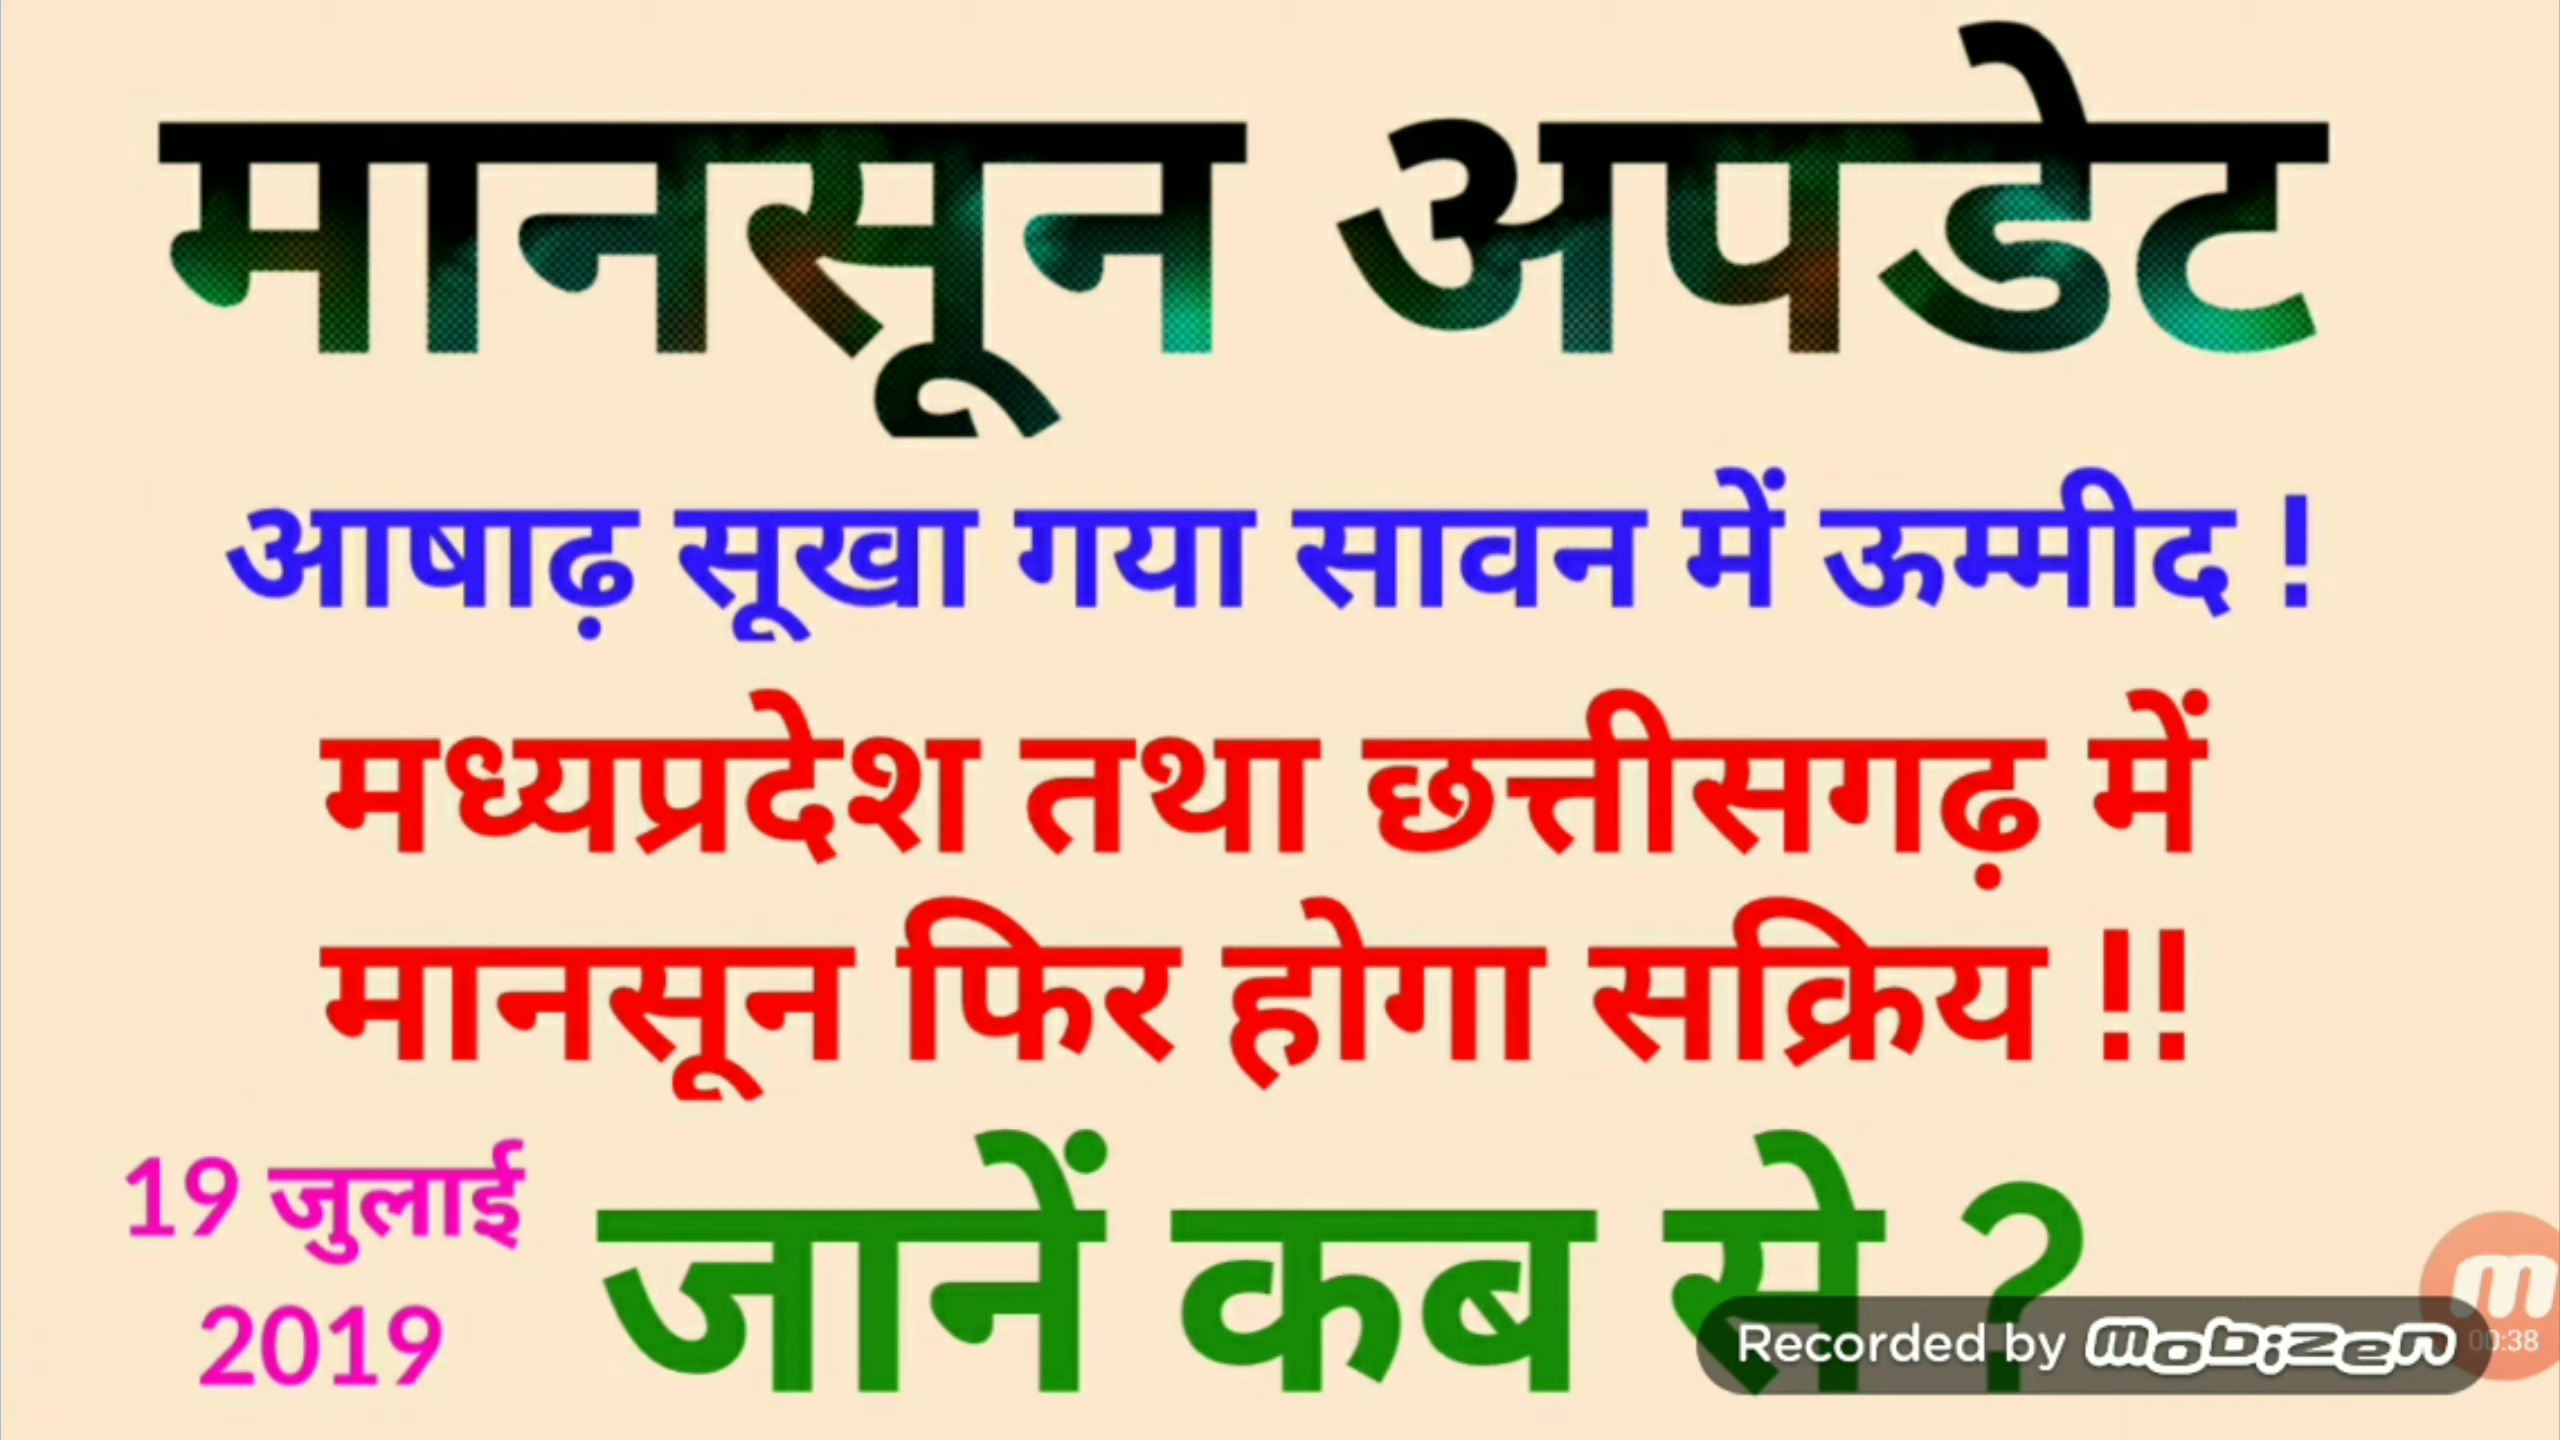 मानसून अपडेट
आषाढ़ सूखा गया सावन में ऊम्मीद !
मध्यप्रदेश तथा छत्तीसगढ़ में
मानसून फिर होगा सक्रिय !!
19 जुलाई
2019
जानें कब से ?
Recorded by mobizen
00:38